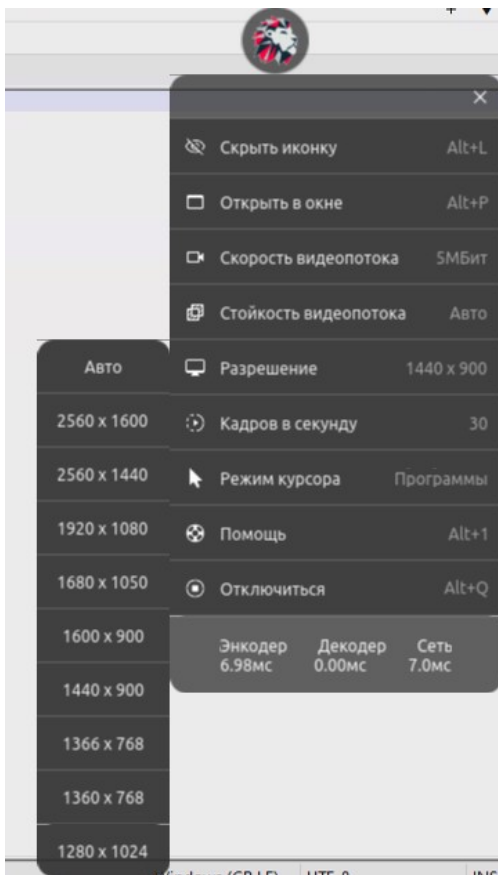 Скрыть иконку Alt+L
Открыть в окне Alt+P
Скорость видеопотока 5МБит
Стойкость видеопотока Авто
Разрешение 1440 x 900
Кадров в секунду 30
Режим курсора Программы
Помощь Alt+1
Отключиться Alt+Q
Энкодер Декодер Сеть
6.98мс 0.00мс 7.0мс
Авто
2560 x 1600
2560 x 1440
1920 x 1080
1680 x 1050
1600 x 900
1440 x 900
1366 x 768
1360 x 768
1280 x 1024